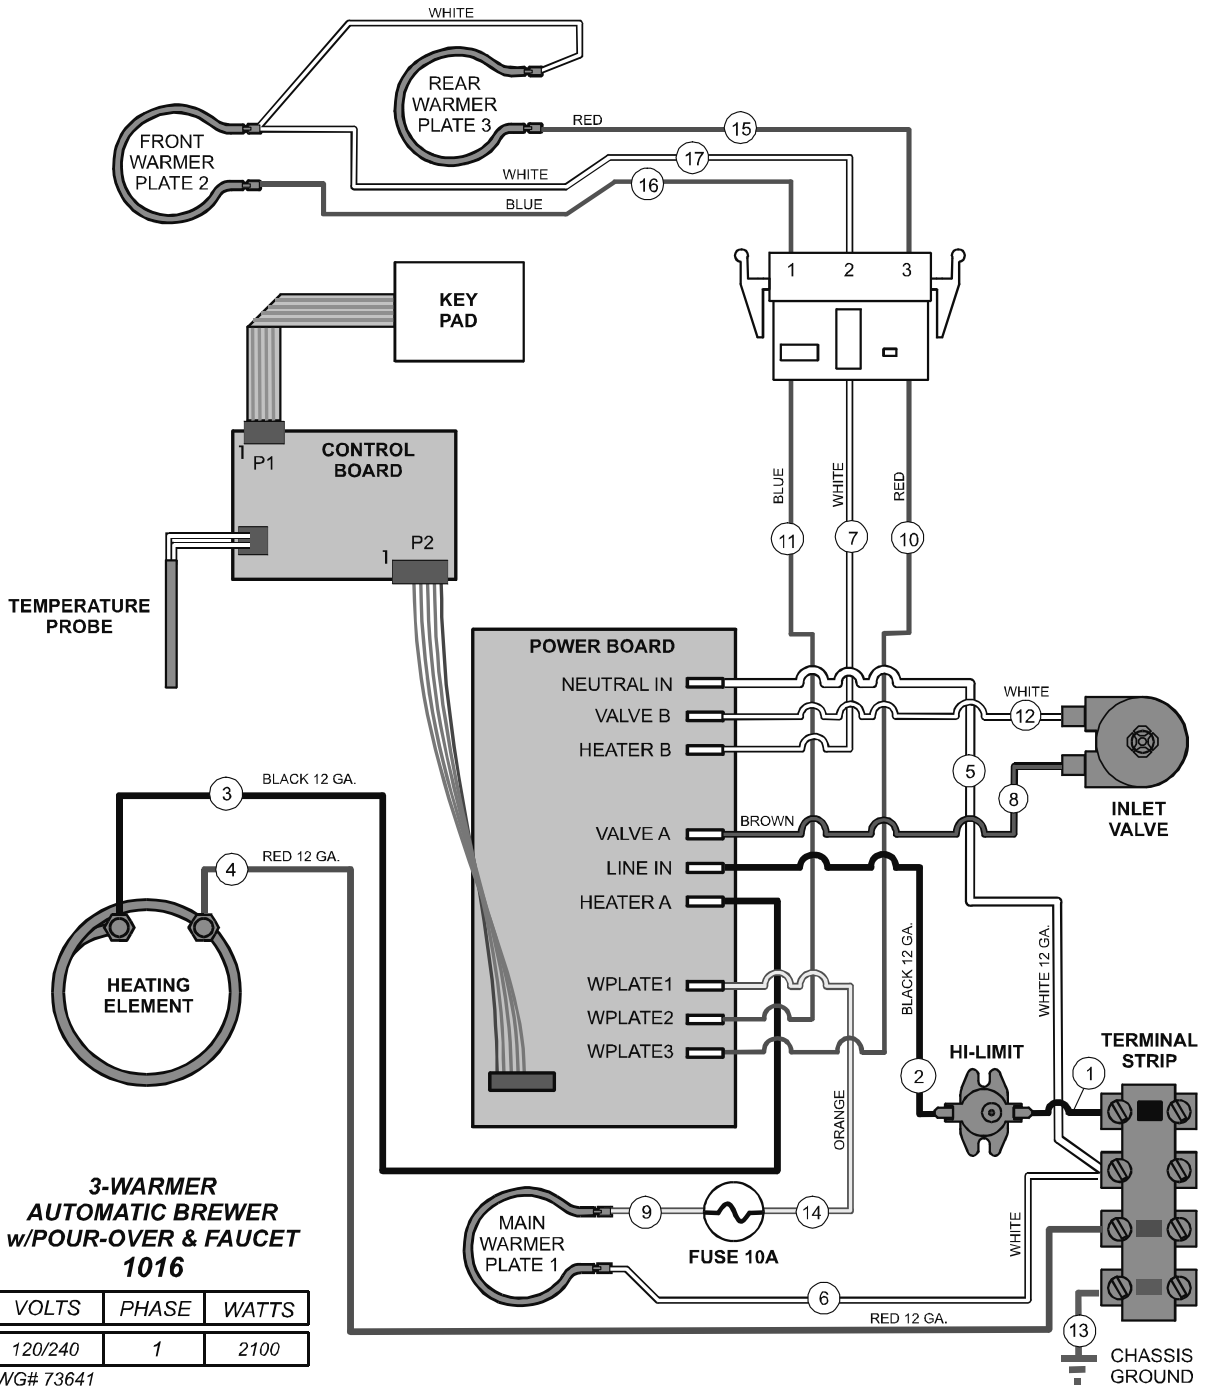 WHITE
REAR
WARMER
PLATE 3
RED
15
FRONT
WARMER
PLATE 2
17
WHITE
16
BLUE
1 2 3
KEY
PAD
CONTROL
BOARD
1
P1
BLUE
WHITE
RED
11
7
10
P2
1
TEMPERATURE
PROBE
POWER BOARD
NEUTRAL IN
VALVE B
HEATER B
WHITE
12
5
8
INLET
VALVE
BLACK 12 GA.
3
BROWN
VALVE A
LINE IN
HEATER A
RED 12 GA.
4
HEATING
ELEMENT
WPLATE1
WPLATE2
WPLATE3
BLACK 12 GA.
WHITE 12 GA.
HI-LIMIT
TERMINAL
STRIP
2
1
ORANGE
3-WARMER
AUTOMATIC BREWER
w/POUR-OVER & FAUCET
1016
MAIN
WARMER
PLATE 1
9
14
FUSE 10A
WHITE
6
RED 12 GA.
13
CHASSIS
GROUND
VOLTS PHASE WATTS
120/240 1 2100
WG# 73641